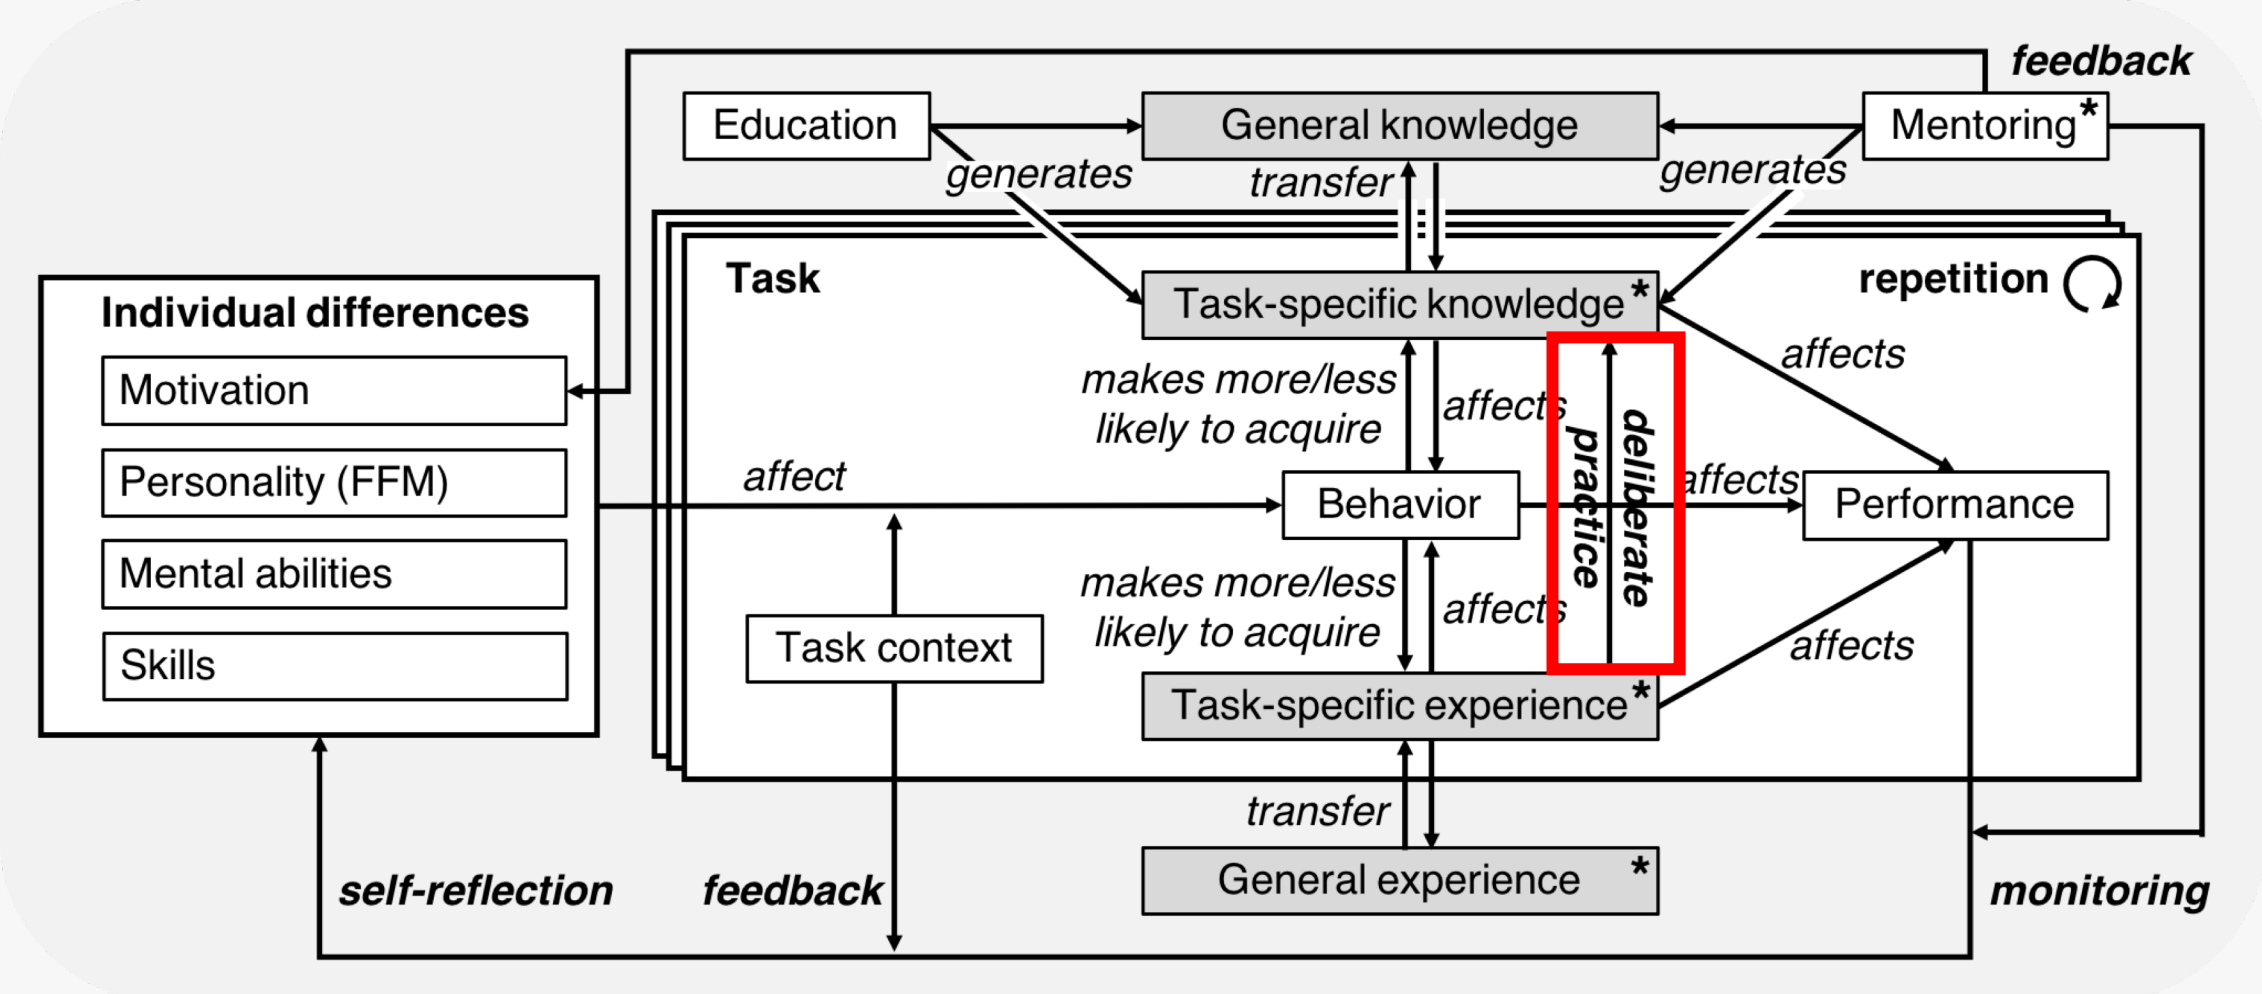 feedback
Education
General knowledge
Mentoring*
generates
transfer
generates
Task
repetition
Individual differences
Task-specific knowledge*
Motivation
makes more/less
likely to acquire
affects
affects
deliberate
practice
Personality (FFM)
affect
Behavior
affects
Performance
Mental abilities
makes more/less
likely to acquire
affects
Task context
affects
Skills
Task-specific experience*
transfer
General experience*
self-reflection
feedback
monitoring